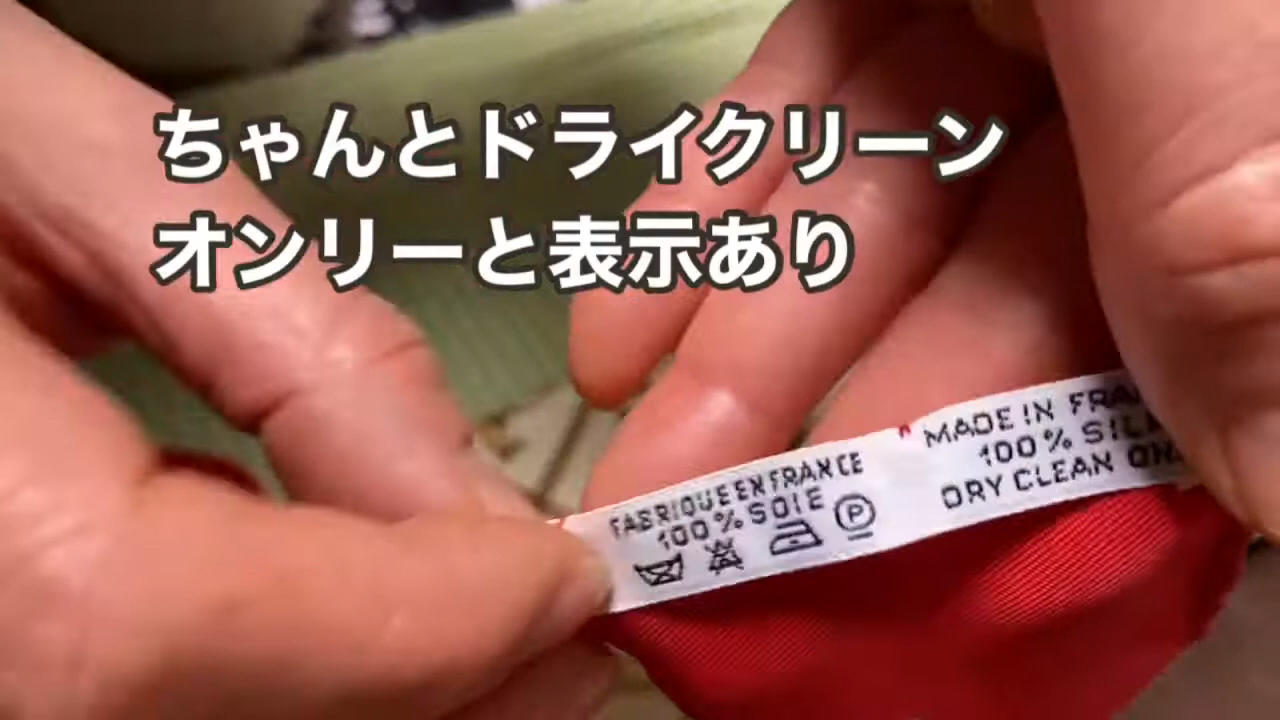 ちゃんとドライクリーン
オンリーと表示あり
FABRIQUE EN FRANCE
100% SOIE
P
MADE IN
100%
DRY CLEAN